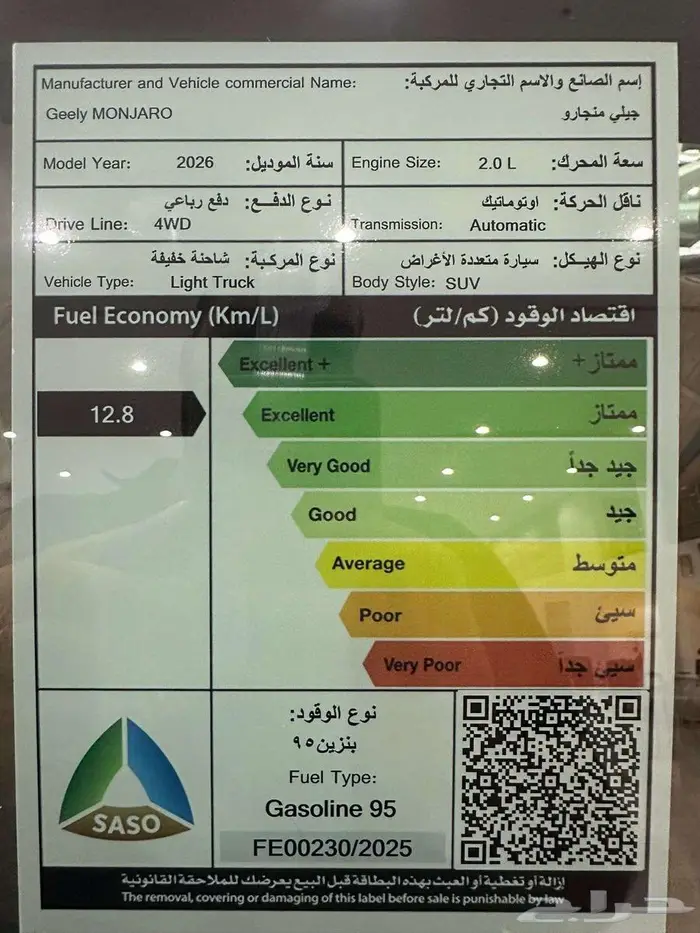 Manufacturer and Vehicle commercial Name: إسم الصانع والاسم التجاري للمركبة:
Geely MONJARO جيلي منجارو
Model Year: 2026 سنة الموديل:
Engine Size: 2.0 L سعة المحرك:
نوع الدفع: دفع رباعي
Drive Line: 4WD
ناقل الحركة: اوتوماتيك
Transmission: Automatic
نوع المركبة: شاحنة خفيفة
Vehicle Type: Light Truck
نوع الهيكل: سيارة متعددة الأغراض
Body Style: SUV
Fuel Economy (Km/L) اقتصاد الوقود (كم/لتر)
Excellent + ممتاز +
12.8
Excellent ممتاز
Very Good جيد جداً
Good جيد
Average متوسط
Poor سيئ
Very Poor سيئ جداً
SASO
نوع الوقود:
بنزين ٩٥
Fuel Type:
Gasoline 95
FE00230/2025
إزالة أو تغطية أو العبث بهذه البطاقة قبل البيع يعرضك للملاحقة القانونية
The removal, covering or damaging of this label before sale is punishable by law
حراج